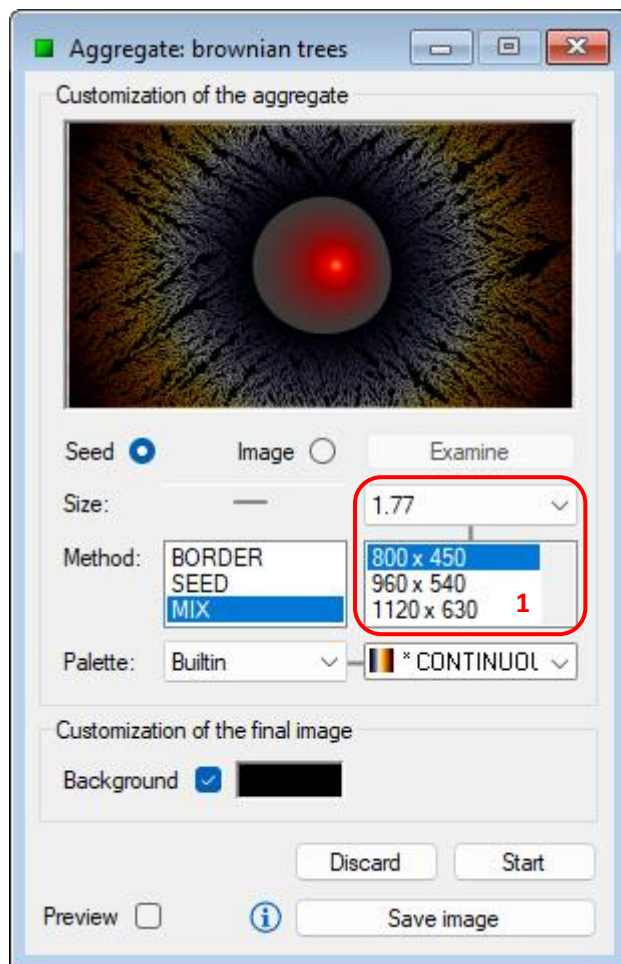 Aggregate: brownian trees
Customization of the aggregate
Seed Image Examine
Size: 1.77
Method: BORDER 800 x 450
SEED 960 x 540
MIX 1120 x 630 1
Palette: Builtin * CONTINUOL
Customization of the final image
Background
Discard Start
Preview Save image